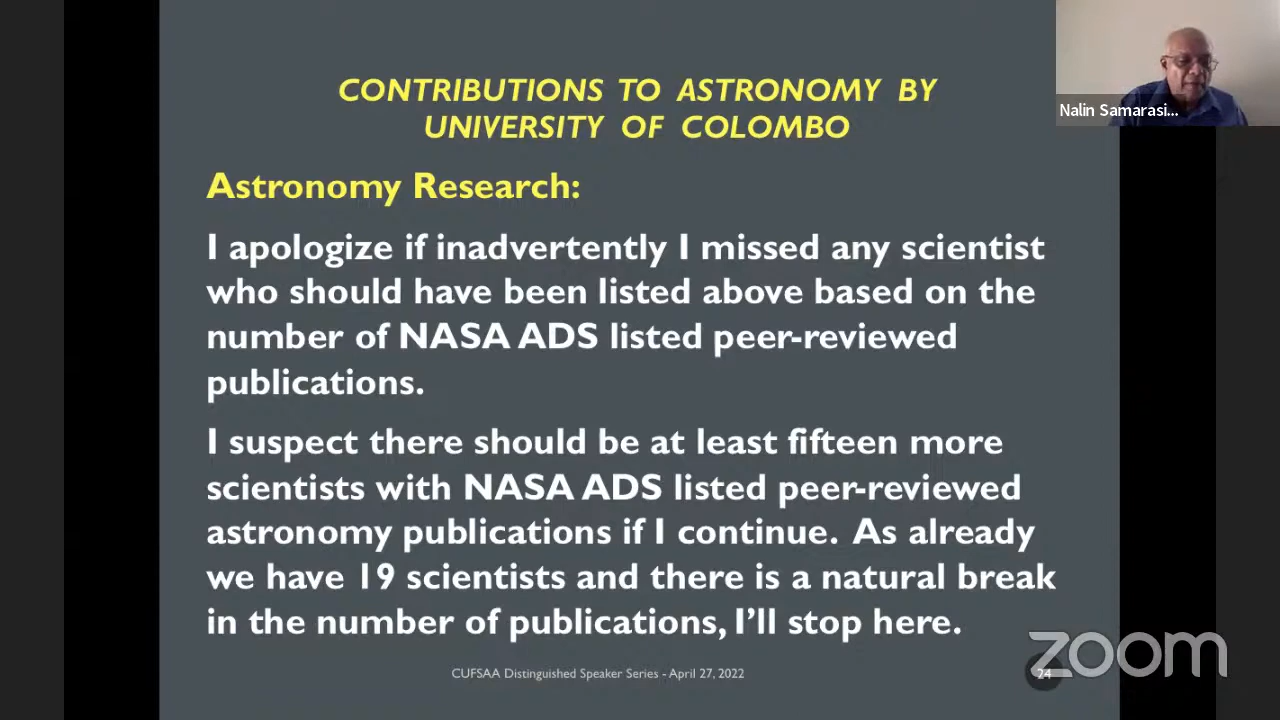 CONTRIBUTIONS TO ASTRONOMY BY
UNIVERSITY OF COLOMBO
Nalin Samarasi...
Astronomy Research:
I apologize if inadvertently I missed any scientist
who should have been listed above based on the
number of NASA ADS listed peer-reviewed
publications.
I suspect there should be at least fifteen more
scientists with NASA ADS listed peer-reviewed
astronomy publications if I continue. As already
we have 19 scientists and there is a natural break
in the number of publications, I’ll stop here.
CUFSAA Distinguished Speaker Series - April 27, 2022
24
zoom